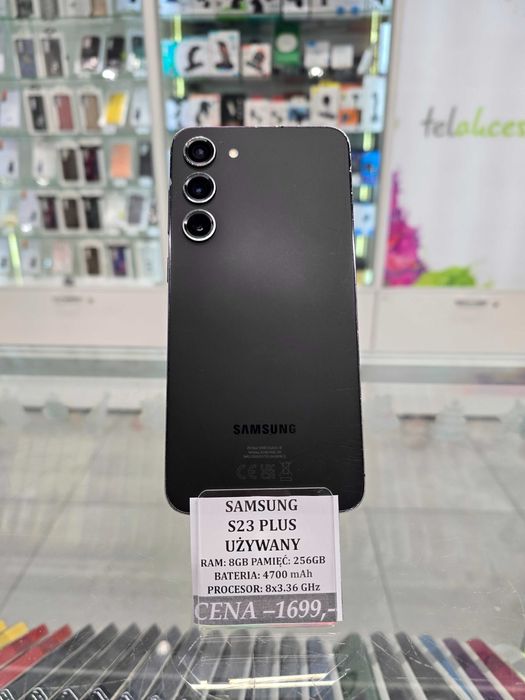 telakces
SAMSUNG
SAMSUNG
S23 PLUS
UŻYWANY
RAM: 8GB PAMIĘĆ: 256GB
BATERIA: 4700 mAh
PROCESOR: 8x3.36 GHz
CENA –1699,-